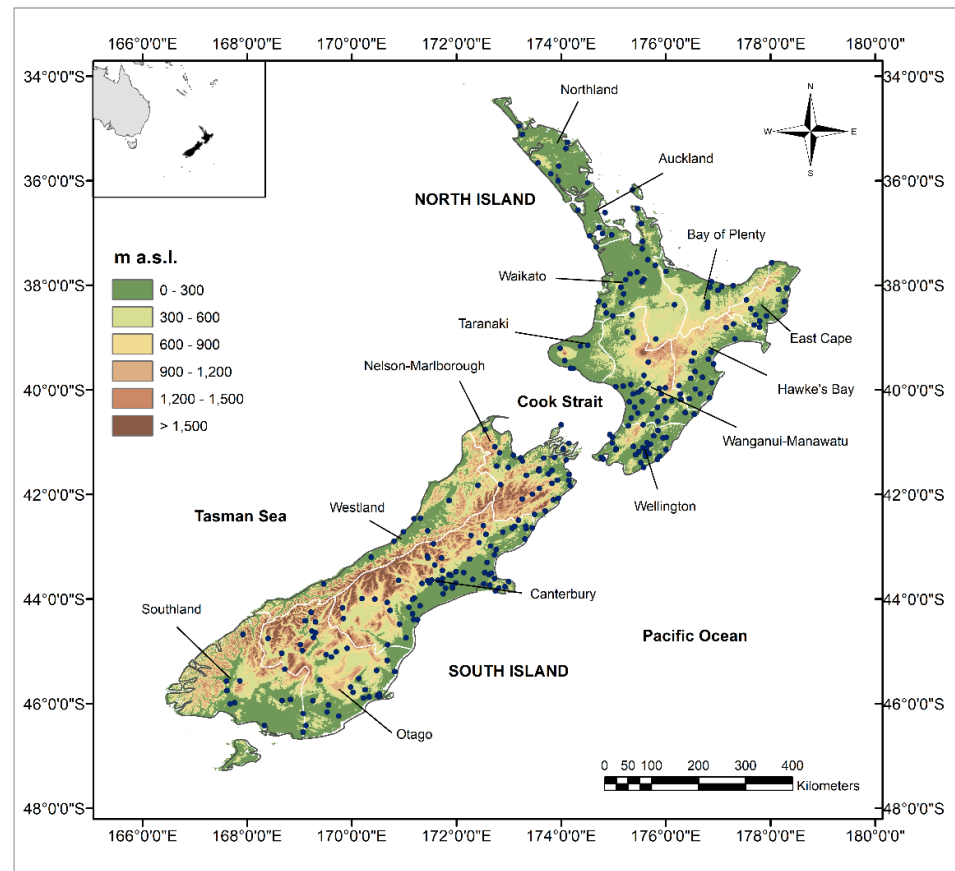 166°0'0"E 168°0'0"E 170°0'0"E 172°0'0"E 174°0'0"E 176°0'0"E 178°0'0"E 180°0'0"
34°0'0"S
34°0'0"S
N
W
E
S
Northland
Auckland
36°0'0"S
36°0'0"S
NORTH ISLAND
Bay of Plenty
m a.s.l.
0 - 300
300 - 600
600 - 900
900 - 1,200
1,200 - 1,500
> 1,500
Waikato
38°0'0"S
38°0'0"S
Taranaki
East Cape
Nelson-Marlborough
Hawke's Bay
40°0'0"S
40°0'0"S
Cook Strait
Wanganui-Manawatu
42°0'0"S
42°0'0"S
Wellington
Westland
Tasman Sea
Canterbury
44°0'0"S
44°0'0"S
Southland
Pacific Ocean
SOUTH ISLAND
46°0'0"S
46°0'0"S
Otago
0 50 100 200 300 400
Kilometers
48°0'0"S
48°0'0"S
166°0'0"E 168°0'0"E 170°0'0"E 172°0'0"E 174°0'0"E 176°0'0"E 178°0'0"E 180°0'0"